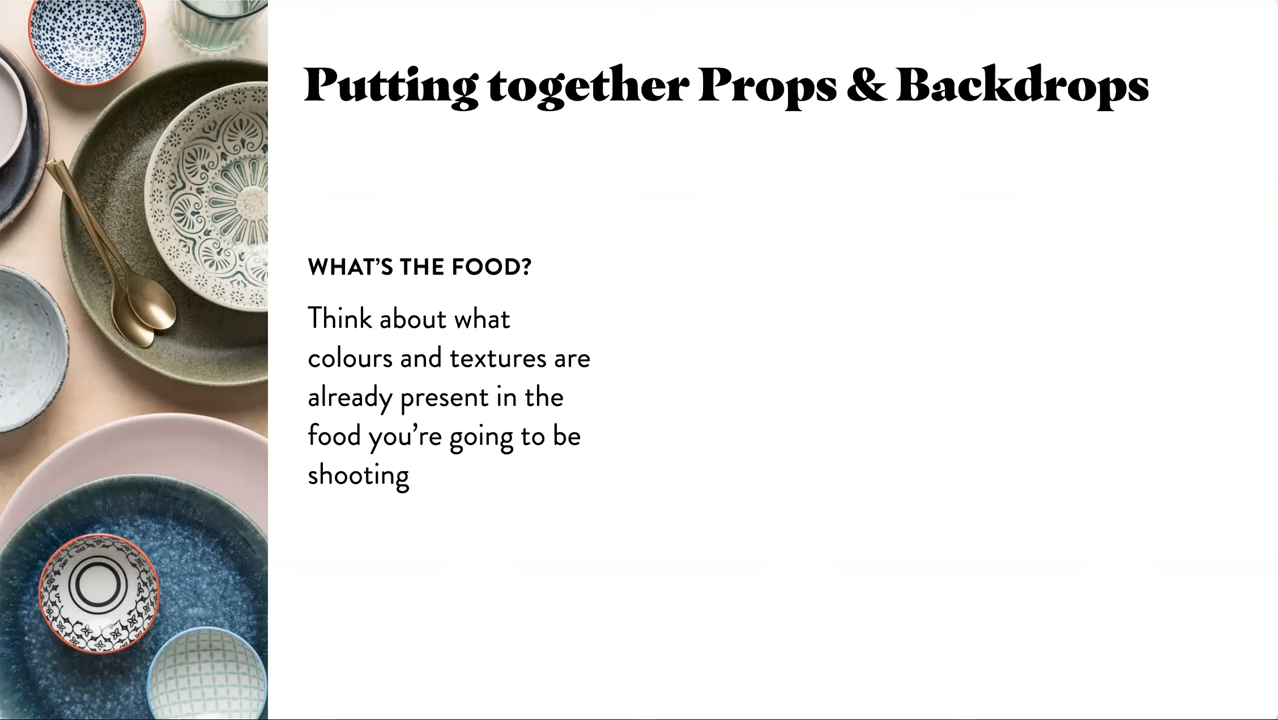 Putting together Props & Backdrops
WHAT’S THE FOOD?
Think about what
colours and textures are
already present in the
food you’re going to be
shooting